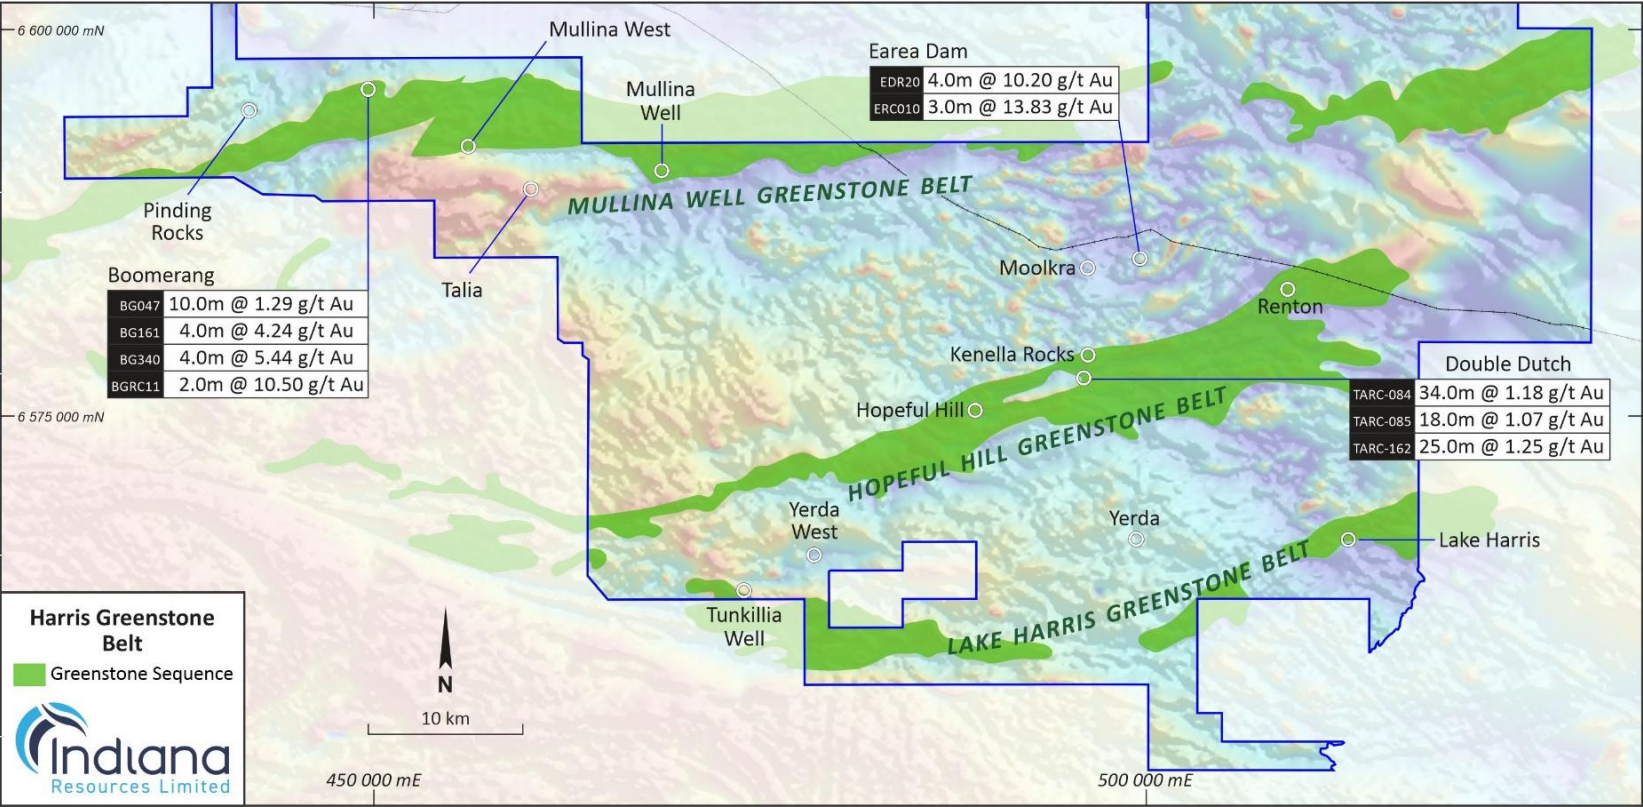 6 600 000 mN
Mullina West
Mullina
Well
Earea Dam
EDR20 4.0m @ 10.20 g/t Au
ERC010 3.0m @ 13.83 g/t Au
Pinding
Rocks
MULLINA WELL GREENSTONE BELT
Boomerang
BG047 10.0m @ 1.29 g/t Au
BG161 4.0m @ 4.24 g/t Au
BG340 4.0m @ 5.44 g/t Au
BGRC11 2.0m @ 10.50 g/t Au
Talia
Moolkra
Renton
Kenella Rocks
Double Dutch
TARC-084 34.0m @ 1.18 g/t Au
TARC-085 18.0m @ 1.07 g/t Au
TARC-162 25.0m @ 1.25 g/t Au
6 575 000 mN
Hopeful Hill
HOPEFUL HILL GREENSTONE BELT
Yerda
West
Yerda
Lake Harris
Tunkillia
Well
LAKE HARRIS GREENSTONE BELT
Harris Greenstone
Belt
Greenstone Sequence
Indiana
Resources Limited
N
10 km
450 000 mE
500 000 mE